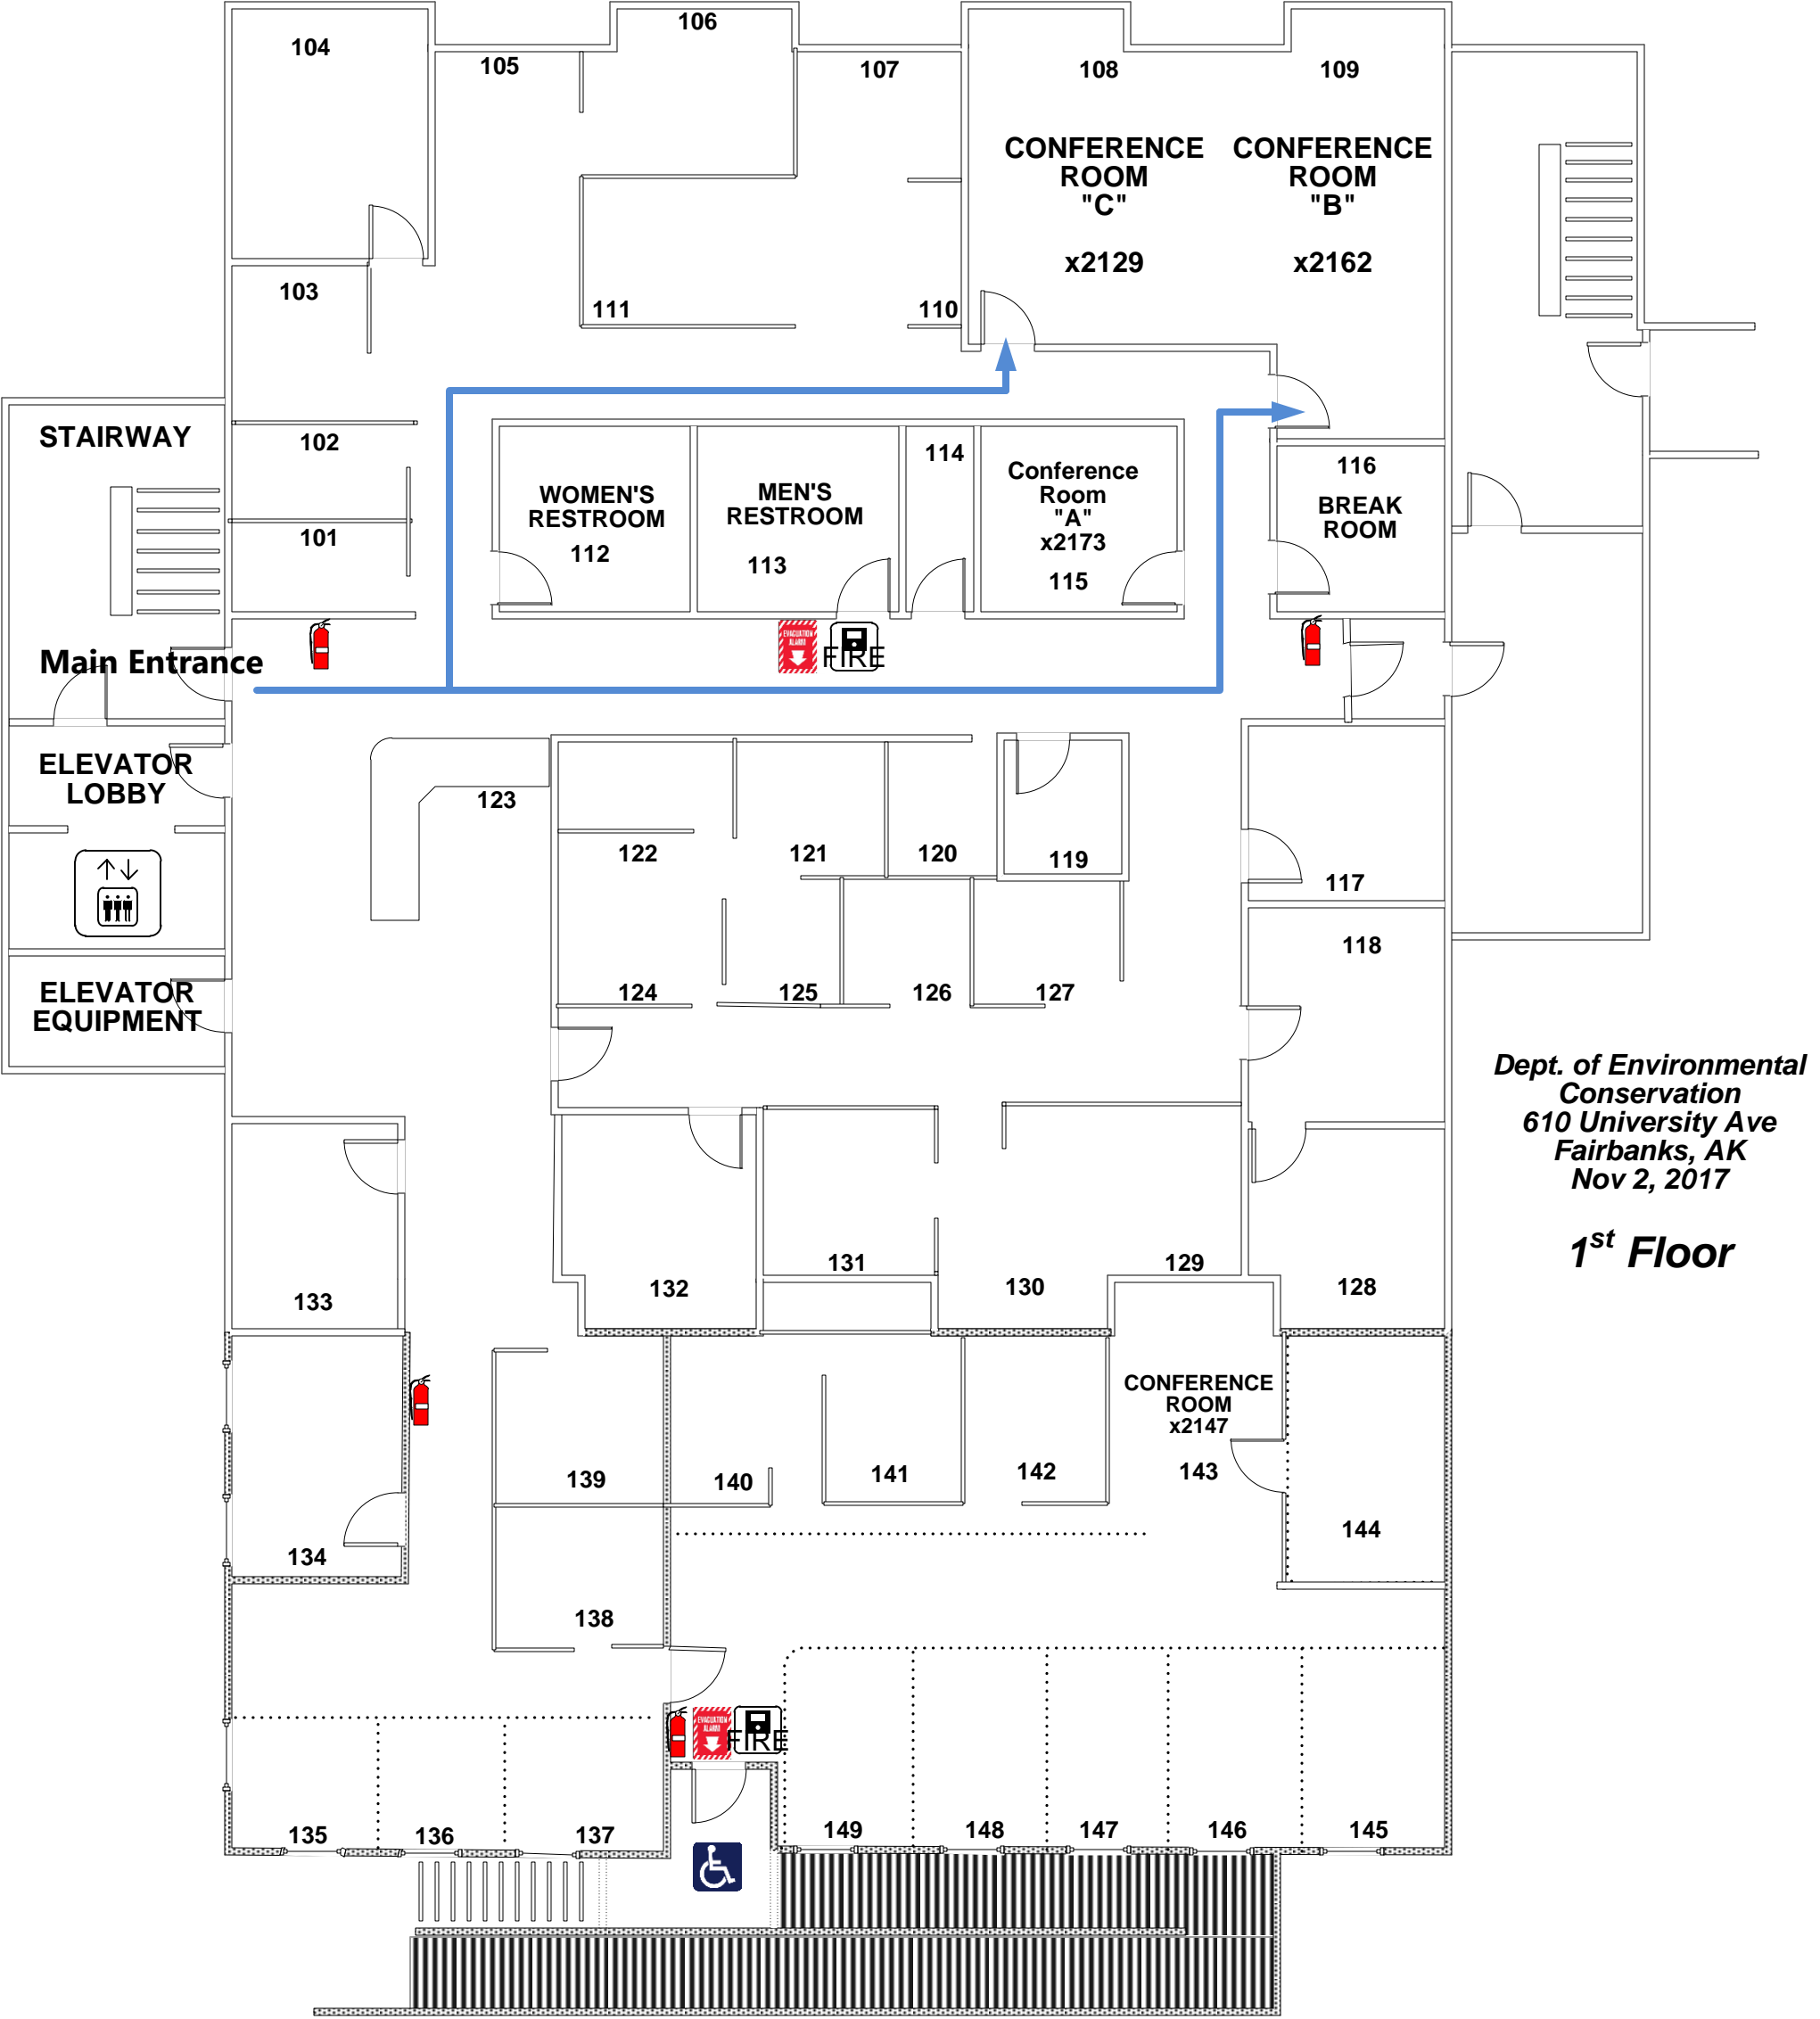 104
105
106
107
108
109
CONFERENCE
ROOM
"C"
x2129
CONFERENCE
ROOM
"B"
x2162
103
111
110
STAIRWAY
102
101
WOMEN'S
RESTROOM
112
MEN'S
RESTROOM
113
114
Conference
Room
"A"
x2173
115
116
BREAK
ROOM
Main Entrance
EVACUATION
ALARM
FIRE
ELEVATOR
LOBBY
123
122
121
120
119
117
118
ELEVATOR
EQUIPMENT
124
125
126
127
Dept. of Environmental
Conservation
610 University Ave
Fairbanks, AK
Nov 2, 2017
1st Floor
133
132
131
130
129
128
CONFERENCE
ROOM
x2147
143
134
139
140
141
142
144
138
EVACUATION
ALARM
FIRE
135
136
137
149
148
147
146
145